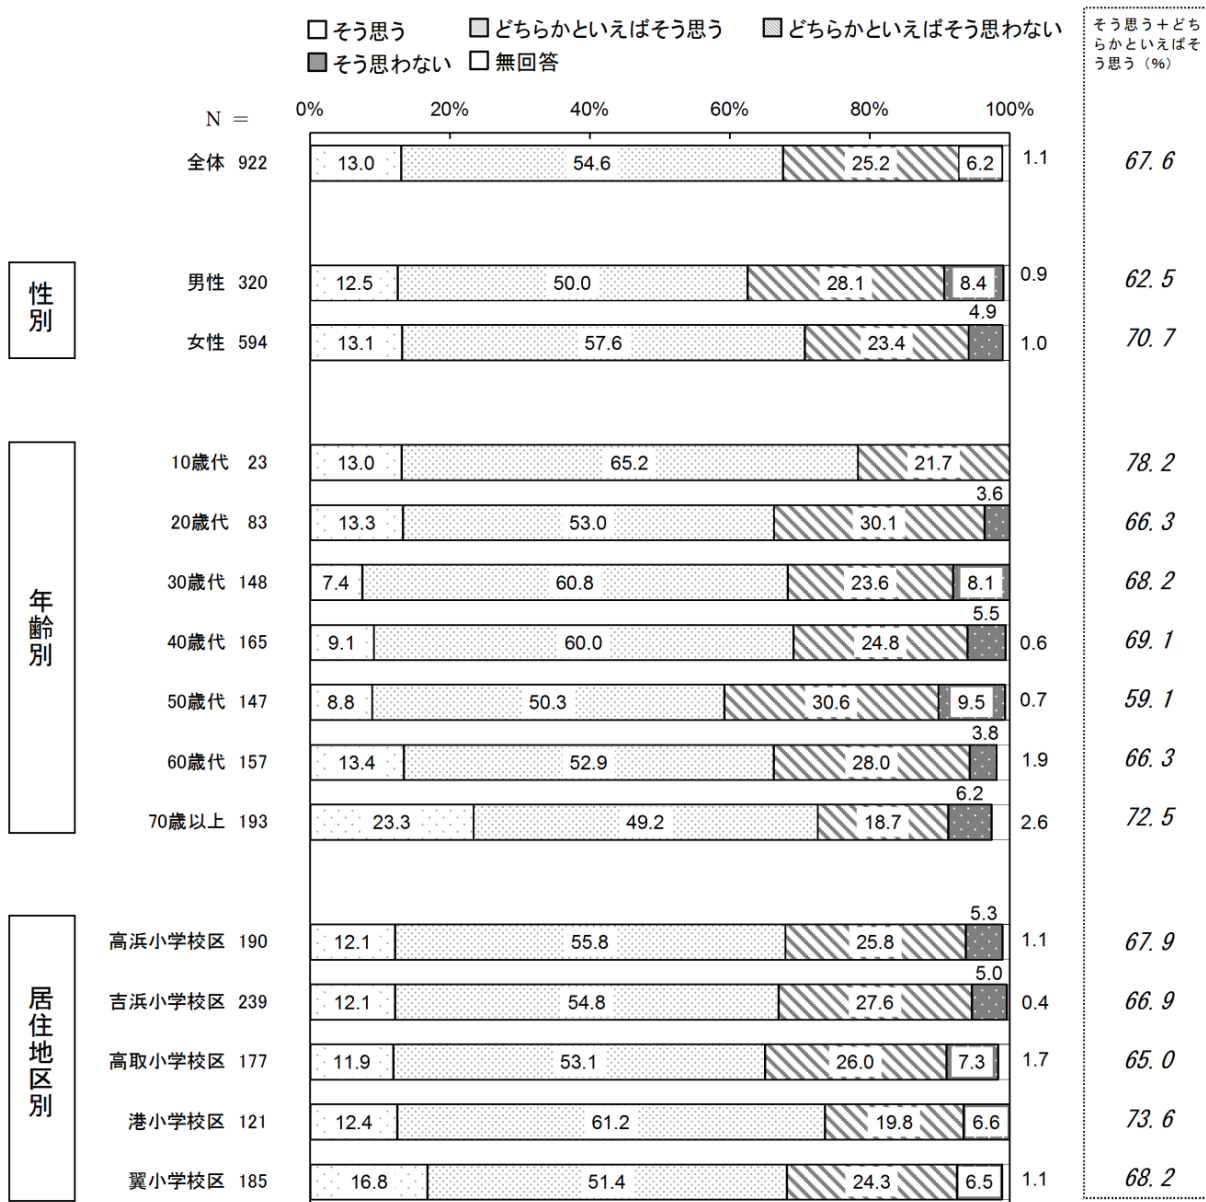 そう思う どちらかといえばそう思う どちらかといえばそう思わない
そう思わない 無回答
そう思う+どち
らかといえばそ
う思う (%)
N = 0% 20% 40% 60% 80% 100%
全体 922 13.0 54.6 25.2 6.2 1.1 67.6
性別
男性 320 12.5 50.0 28.1 8.4 0.9 62.5
女性 594 13.1 57.6 23.4 4.9 1.0 70.7
年齢別
10歳代 23 13.0 65.2 21.7 78.2
20歳代 83 13.3 53.0 30.1 3.6 66.3
30歳代 148 7.4 60.8 23.6 8.1 68.2
40歳代 165 9.1 60.0 24.8 5.5 0.6 69.1
50歳代 147 8.8 50.3 30.6 9.5 0.7 59.1
60歳代 157 13.4 52.9 28.0 3.8 1.9 66.3
70歳以上 193 23.3 49.2 18.7 6.2 2.6 72.5
居住地区別
高浜小学校区 190 12.1 55.8 25.8 5.3 1.1 67.9
吉浜小学校区 239 12.1 54.8 27.6 5.0 0.4 66.9
高取小学校区 177 11.9 53.1 26.0 7.3 1.7 65.0
港小学校区 121 12.4 61.2 19.8 6.6 73.6
翼小学校区 185 16.8 51.4 24.3 6.5 1.1 68.2